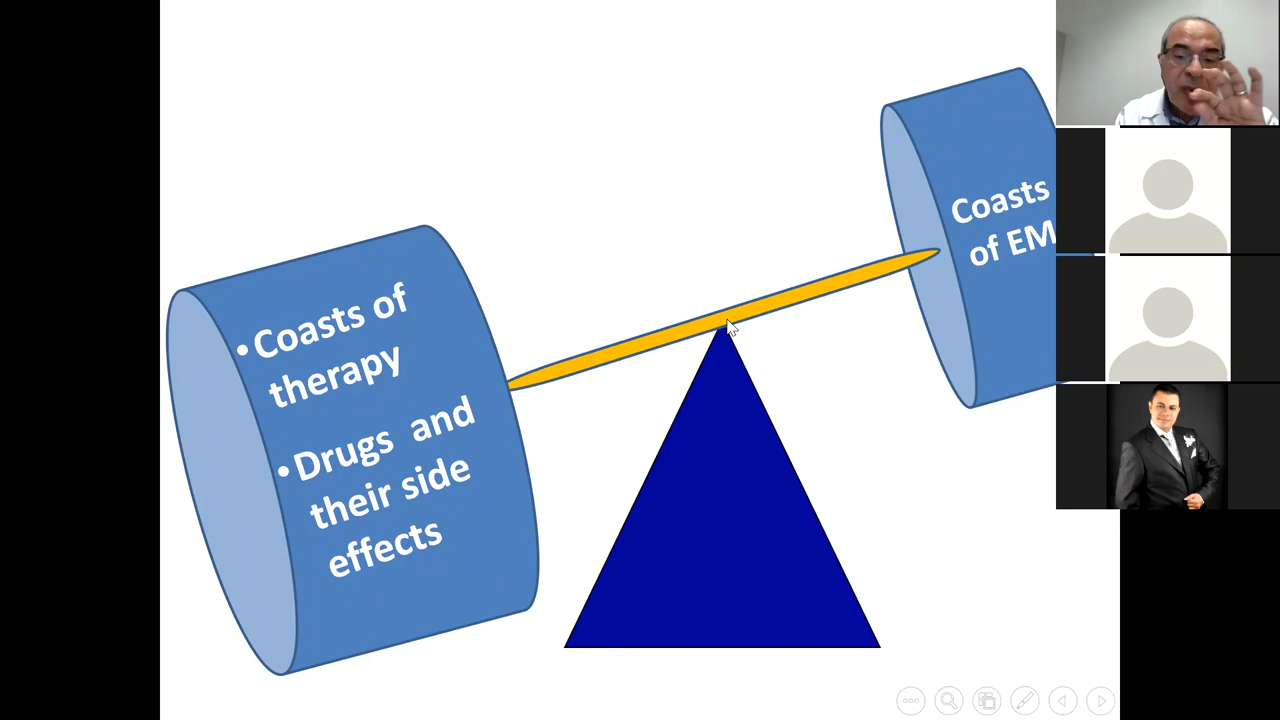 • Coasts of
therapy
• Drugs and
their side
effects
Coasts
of EM